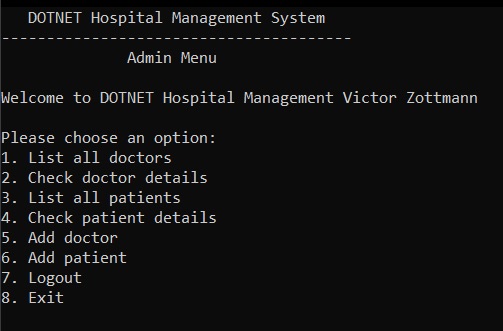 DOTNET Hospital Management System
---------------------------------------
Admin Menu
Welcome to DOTNET Hospital Management Victor Zottmann
Please choose an option:
1. List all doctors
2. Check doctor details
3. List all patients
4. Check patient details
5. Add doctor
6. Add patient
7. Logout
8. Exit